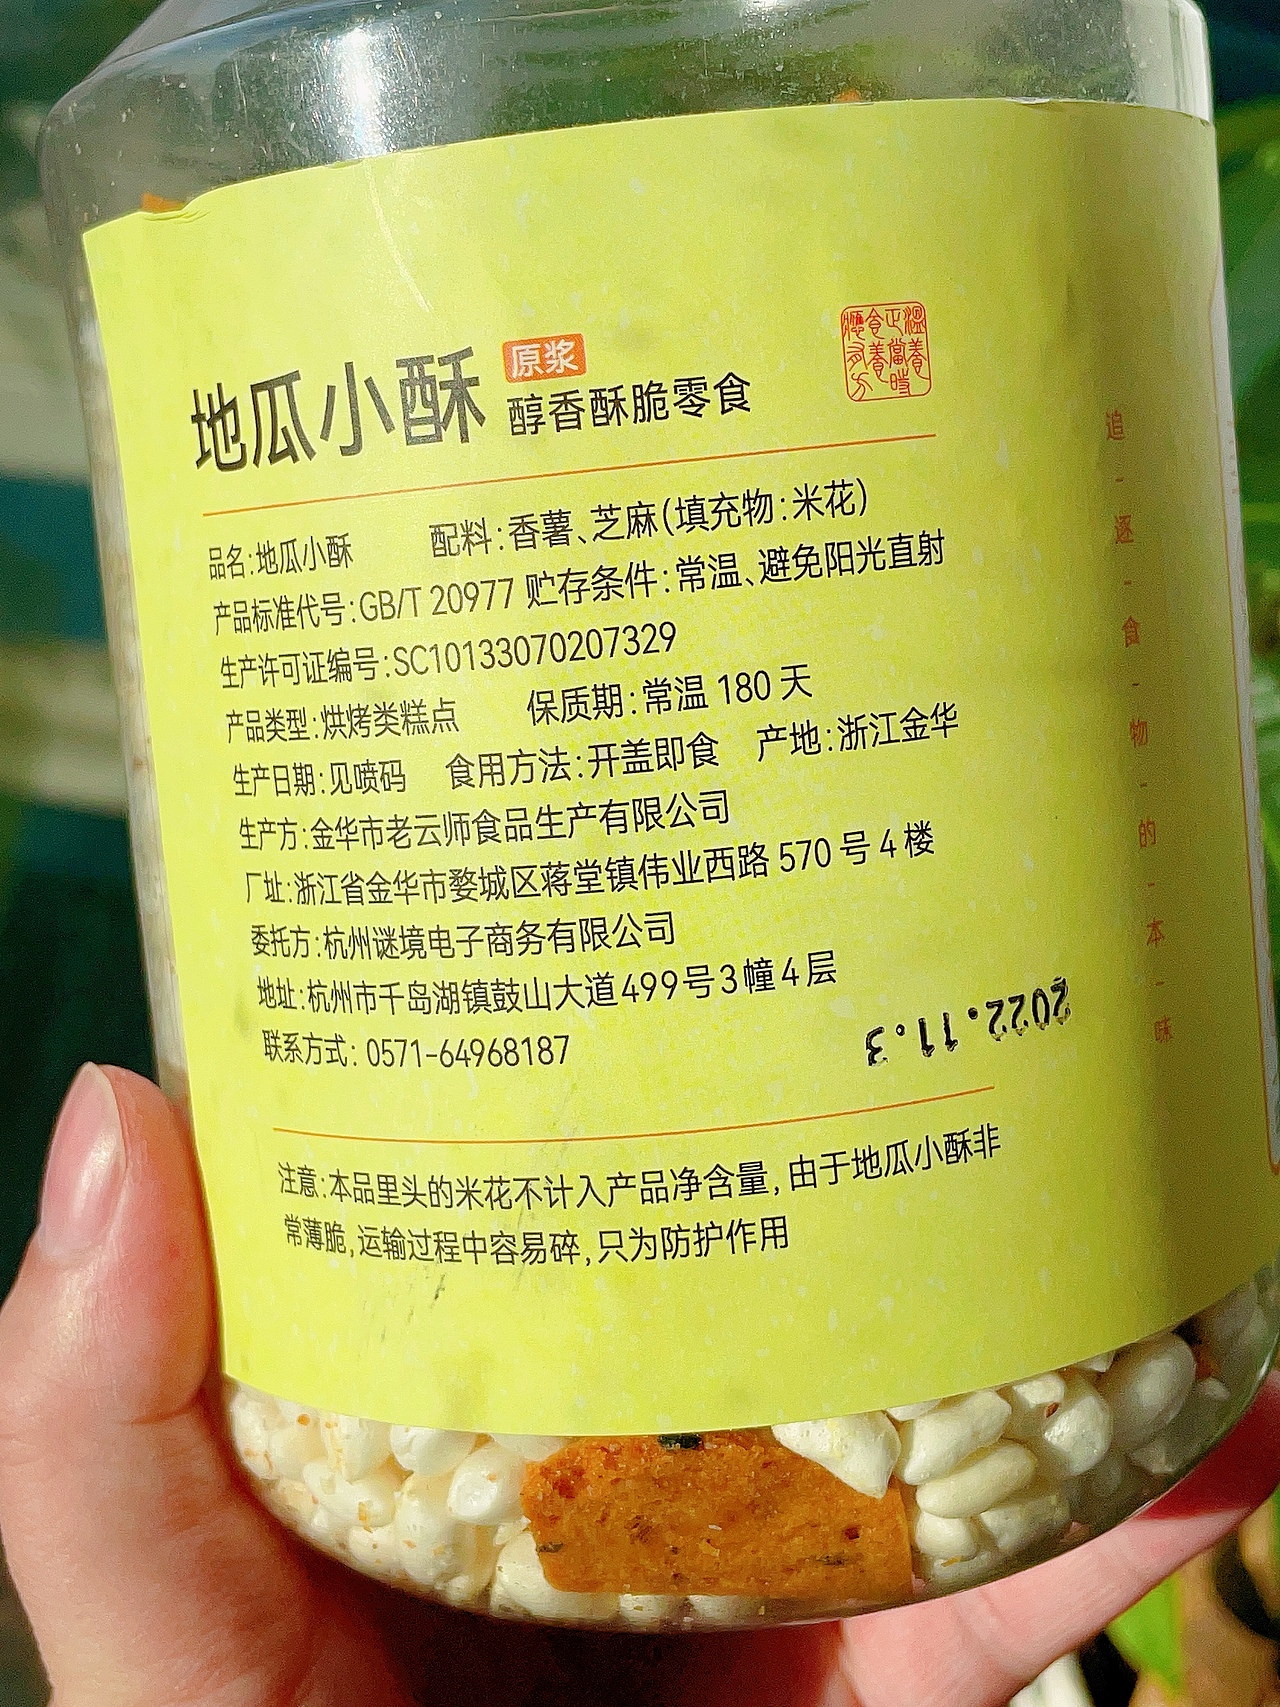 地瓜小酥
原浆
醇香酥脆零食
温養
正當時
食養
應有方
品名:地瓜小酥 配料:香薯、芝麻(填充物:米花)
产品标准代号:GB/T 20977 贮存条件:常温、避免阳光直射
生产许可证编号:SC10133070207329
产品类型:烘烤类糕点 保质期:常温 180 天
生产日期:见喷码 食用方法:开盖即食 产地:浙江金华
生产方:金华市老云师食品生产有限公司
厂址:浙江省金华市婺城区蒋堂镇伟业西路 570 号 4 楼
委托方:杭州谜境电子商务有限公司
地址:杭州市千岛湖镇鼓山大道499号3幢4层
联系方式: 0571-64968187
2022.11.3
注意:本品里头的米花不计入产品净含量, 由于地瓜小酥非
常薄脆,运输过程中容易碎,只为防护作用
追-逐-食-物-的-本-味